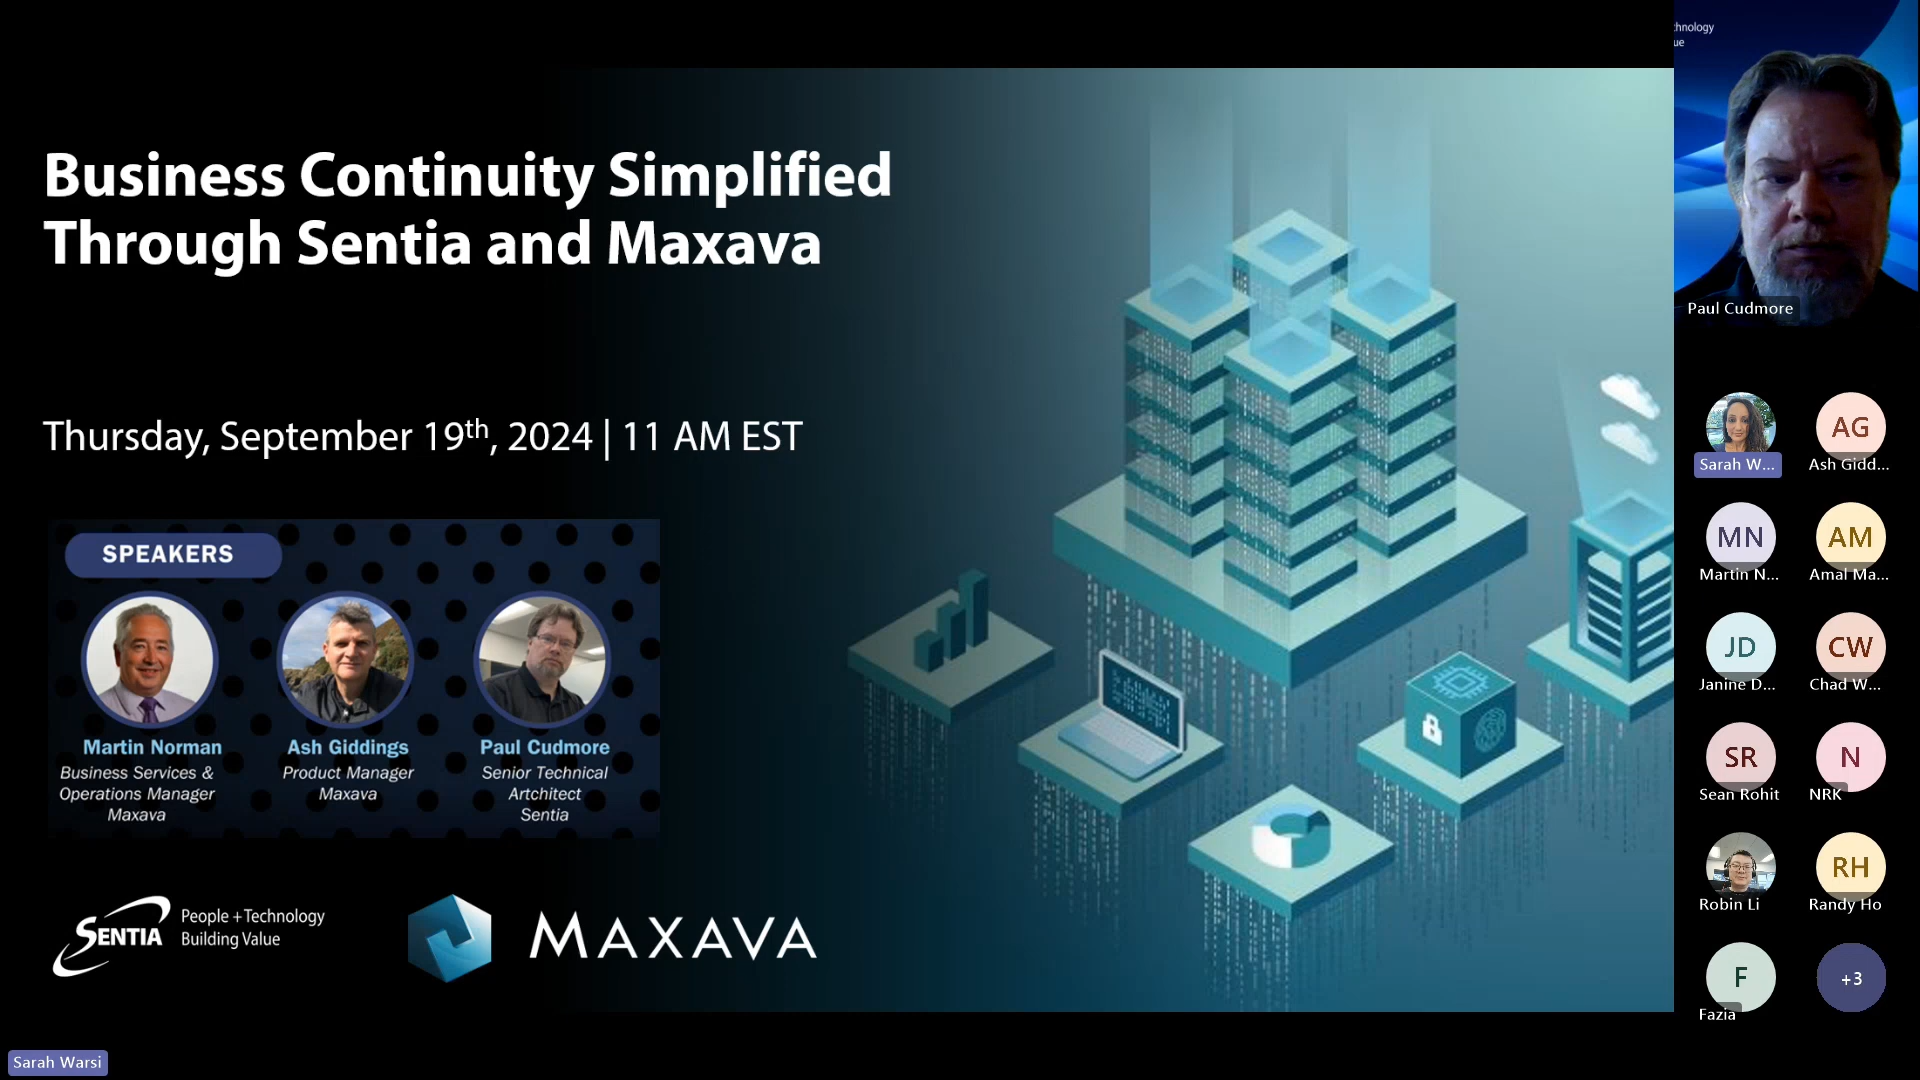 Business Continuity Simplified
Through Sentia and Maxava
Thursday, September 19th, 2024 | 11 AM EST
SPEAKERS
Martin Norman
Business Services &
Operations Manager
Maxava
Ash Giddings
Product Manager
Maxava
Paul Cudmore
Senior Technical
Artchitect
Sentia
SENTIA
People + Technology
Building Value
MAXAVA
Sarah Warsi
hnology
ue
Paul Cudmore
Sarah W...
AG
Ash Gidd...
MN
Martin N...
AM
Amal Ma...
JD
Janine D...
CW
Chad W...
SR
Sean Rohit
N
NRK
Robin Li
RH
Randy Ho
F
Fazia
+3